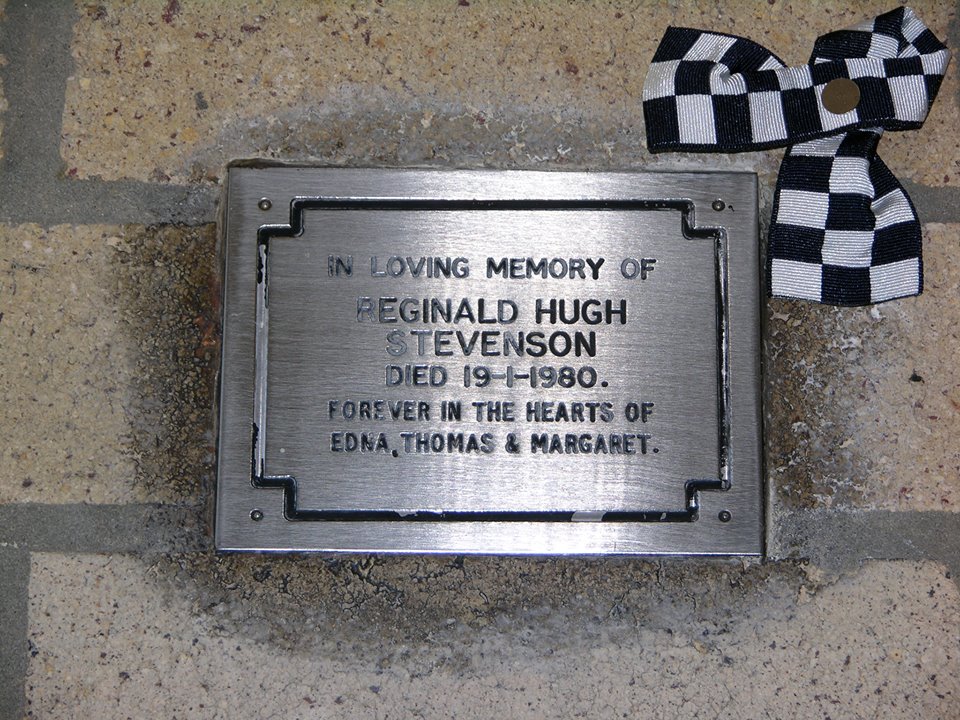 IN LOVING MEMORY OF
REGINALD HUGH
STEVENSON
DIED 19-1-1980.
FOREVER IN THE HEARTS OF
EDNA, THOMAS & MARGARET.